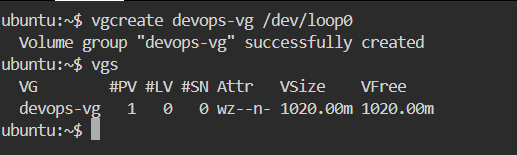 ubuntu:~$ vgcreate devops-vg /dev/loop0
  Volume group "devops-vg" successfully created
ubuntu:~$ vgs
  VG        #PV #LV #SN Attr   VSize    VFree
  devops-vg   1   0   0 wz--n- 1020.00m 1020.00m
ubuntu:~$